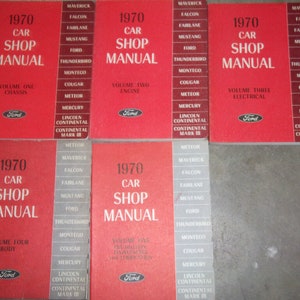 1970
CAR
SHOP
MANUAL
VOLUME ONE
CHASSIS
Ford
MAVERICK
FALCON
FAIRLANE
MUSTANG
FORD
THUNDERBIRD
MONTEGO
COUGAR
METEOR
MERCURY
LINCOLN
CONTINENTAL
CONTINENTAL
MARK III
1970
CAR
SHOP
MANUAL
VOLUME TWO
ENGINE
Ford
MAVERICK
FALCON
FAIRLANE
MUSTANG
FORD
THUNDERBIRD
MONTEGO
COUGAR
METEOR
MERCURY
LINCOLN
CONTINENTAL
CONTINENTAL
MARK III
1970
CAR
SHOP
MANUAL
VOLUME THREE
ELECTRICAL
Ford
1970
CAR
SHOP
MANUAL
VOLUME FOUR
BODY
Ford
METEOR
MAVERICK
FALCON
FAIRLANE
MUSTANG
FORD
THUNDERBIRD
MONTEGO
COUGAR
MERCURY
LINCOLN
CONTINENTAL
CONTINENTAL
MARK III
1970
CAR
SHOP
MANUAL
VOLUME FIVE
Ford
METEOR
MAVERICK
FALCON
FAIRLANE
MUSTANG
FORD
THUNDERBIRD
MONTEGO
COUGAR
MERCURY
LINCOLN
CONTINENTAL
CONTINENTAL
MARK III